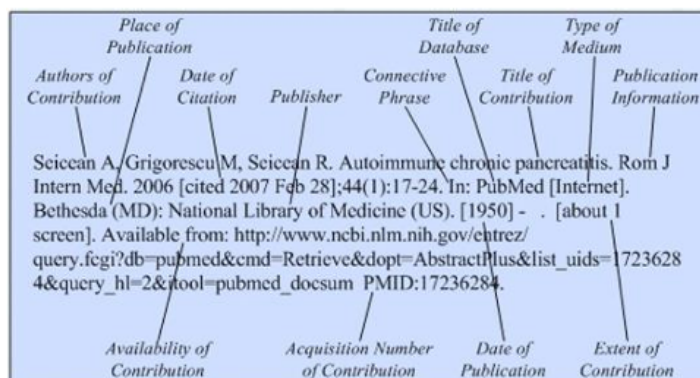 Place of
Publication
Title of
Database
Type of
Medium
Authors of
Contribution
Date of
Citation
Publisher
Connective
Phrase
Title of
Contribution
Publication
Information
Seicean A, Grigorescu M, Seicean R. Autoimmune chronic pancreatitis. Rom J
Intern Med. 2006 [cited 2007 Feb 28];44(1):17-24. In: PubMed [Internet].
Bethesda (MD): National Library of Medicine (US). [1950] - . [about 1
screen]. Available from: http://www.ncbi.nlm.nih.gov/entrez/
query.fcgi?db=pubmed&cmd=Retrieve&dopt=AbstractPlus&list_uids=1723628
4&query_hl=2&itool=pubmed_docsum PMID:17236284.
Availability of
Contribution
Acquisition Number
of Contribution
Date of
Publication
Extent of
Contribution